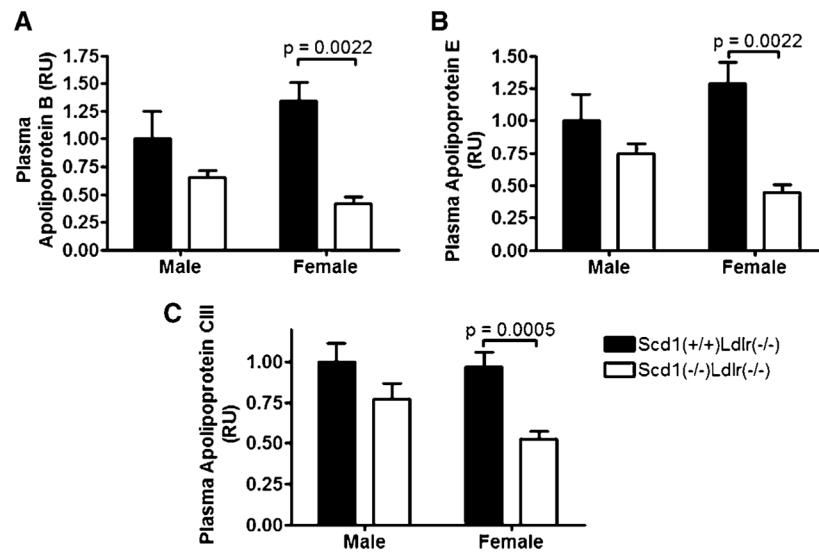 A
Plasma
Apolipoprotein B (RU)
1.75
1.50
1.25
1.00
0.75
0.50
0.25
0.00
p = 0.0022
Male
Female
B
Plasma Apolipoprotein E
(RU)
1.50
1.25
1.00
0.75
0.50
0.25
0.00
p = 0.0022
Male
Female
C
Plasma Apolipoprotein CIII
(RU)
1.00
0.75
0.50
0.25
0.00
p = 0.0005
Male
Female
Scd1(+/+)Ldlr(-/-)
Scd1(-/-)Ldlr(-/-)